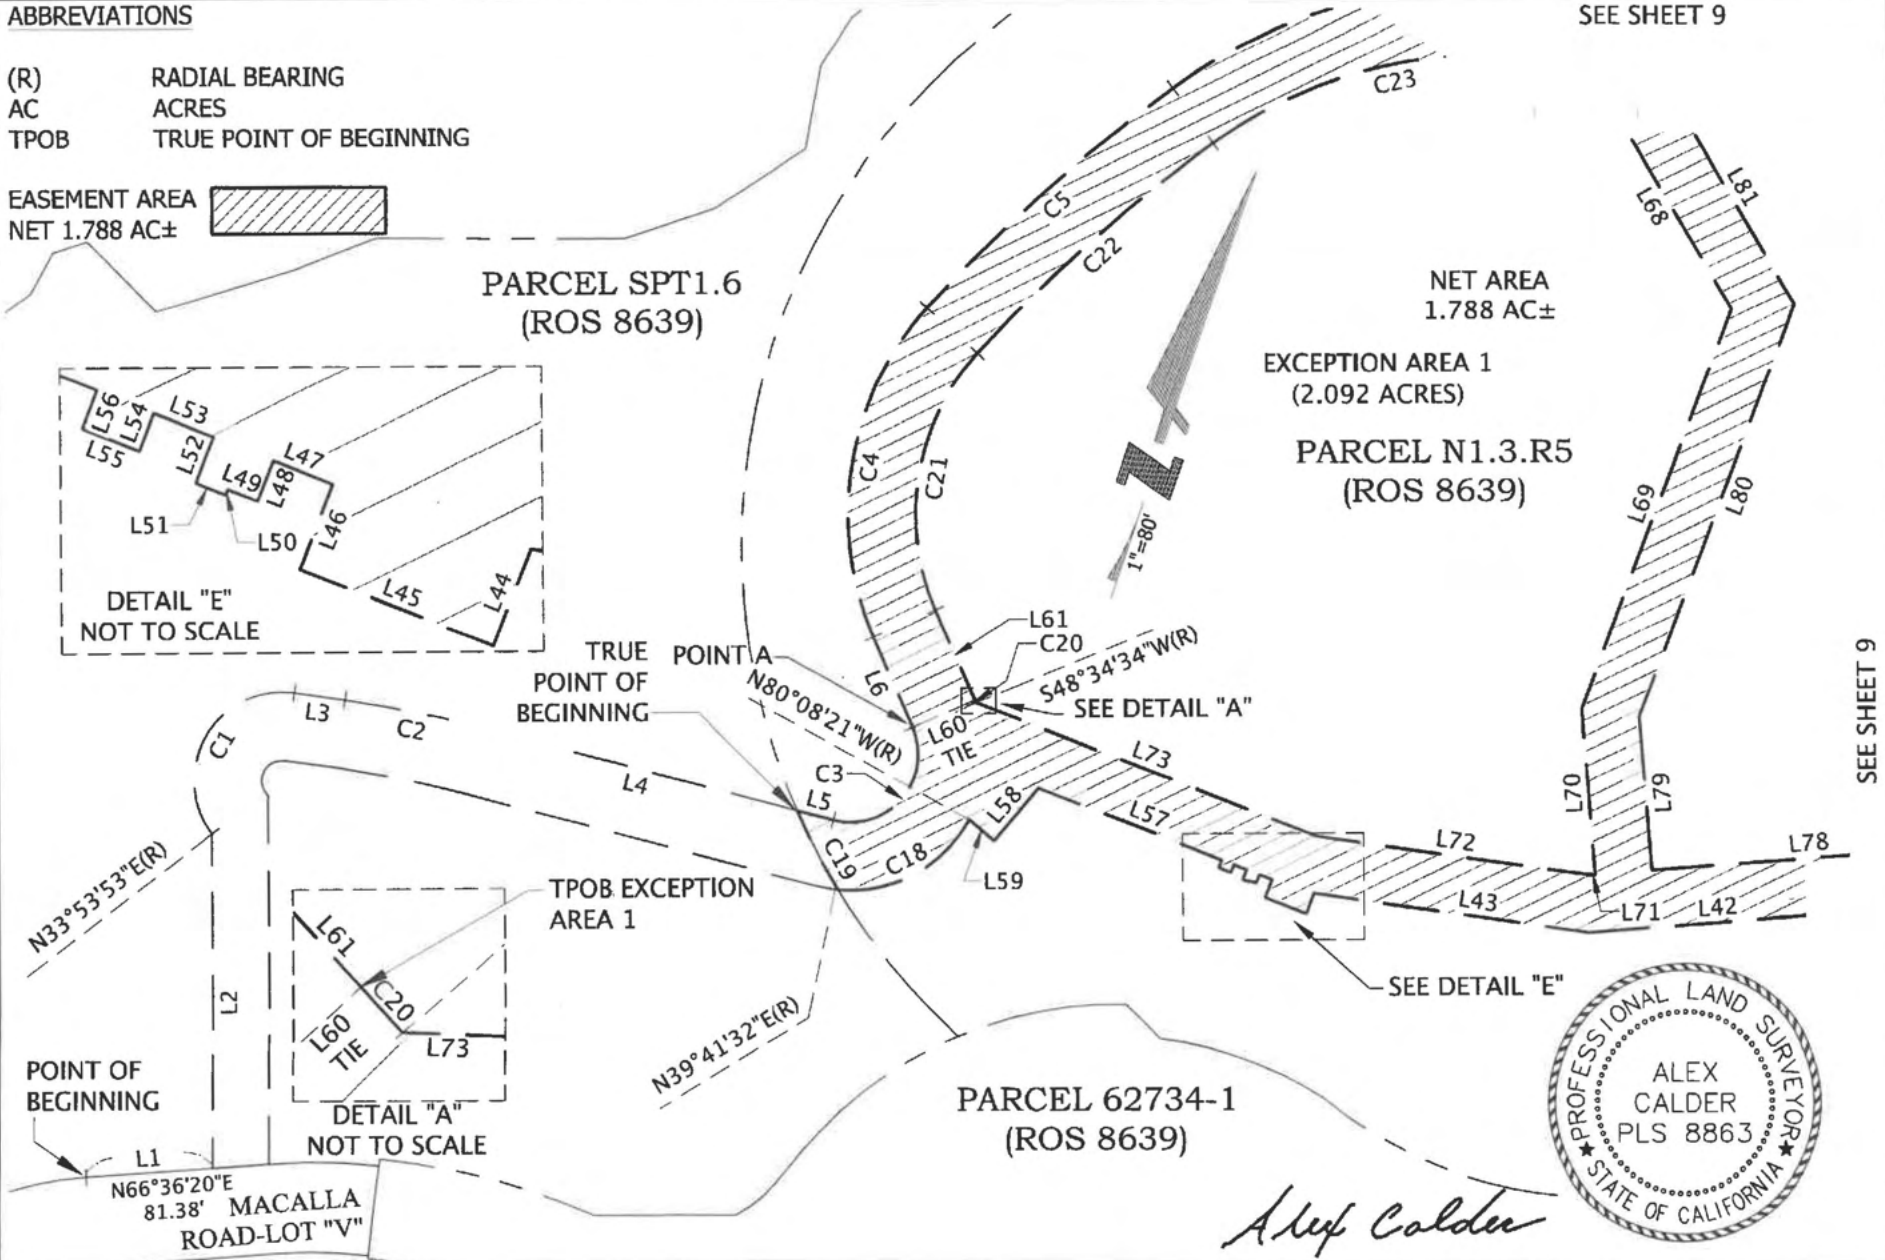 ABBREVIATIONS
SEE SHEET 9
(R) RADIAL BEARING
AC ACRES
TPOB TRUE POINT OF BEGINNING
EASEMENT AREA
NET 1.788 AC±
C23
L81
L68
C5
C22
PARCEL SPT1.6
(ROS 8639)
NET AREA
1.788 AC±
EXCEPTION AREA 1
(2.092 ACRES)
PARCEL N1.3.R5
(ROS 8639)
L56
L54
L53
L55
L52
L49
L47
L48
L51
L50
L46
L45
L44
DETAIL "E"
NOT TO SCALE
C4
C21
N
1"=80'
L69
L80
L61
C20
S48°34'34"W(R)
TRUE
POINT OF
BEGINNING
POINT A
N80°08'21"W(R)
L6
L60
TIE
SEE DETAIL "A"
SEE SHEET 9
L3
C2
C1
L4
C3
L5
L73
L58
L57
L70
L79
C19
C18
L59
L72
L78
L43
L71
L42
N33°53'53"E(R)
TPOB EXCEPTION
AREA 1
L61
C20
L60
TIE
L73
DETAIL "A"
NOT TO SCALE
L2
SEE DETAIL "E"
N39°41'32"E(R)
POINT OF
BEGINNING
L1
N66°36'20"E
81.38'
MACALLA
ROAD-LOT "V"
PARCEL 62734-1
(ROS 8639)
PROFESSIONAL LAND SURVEYOR
ALEX
CALDER
PLS 8863
STATE OF CALIFORNIA
Alex Calder